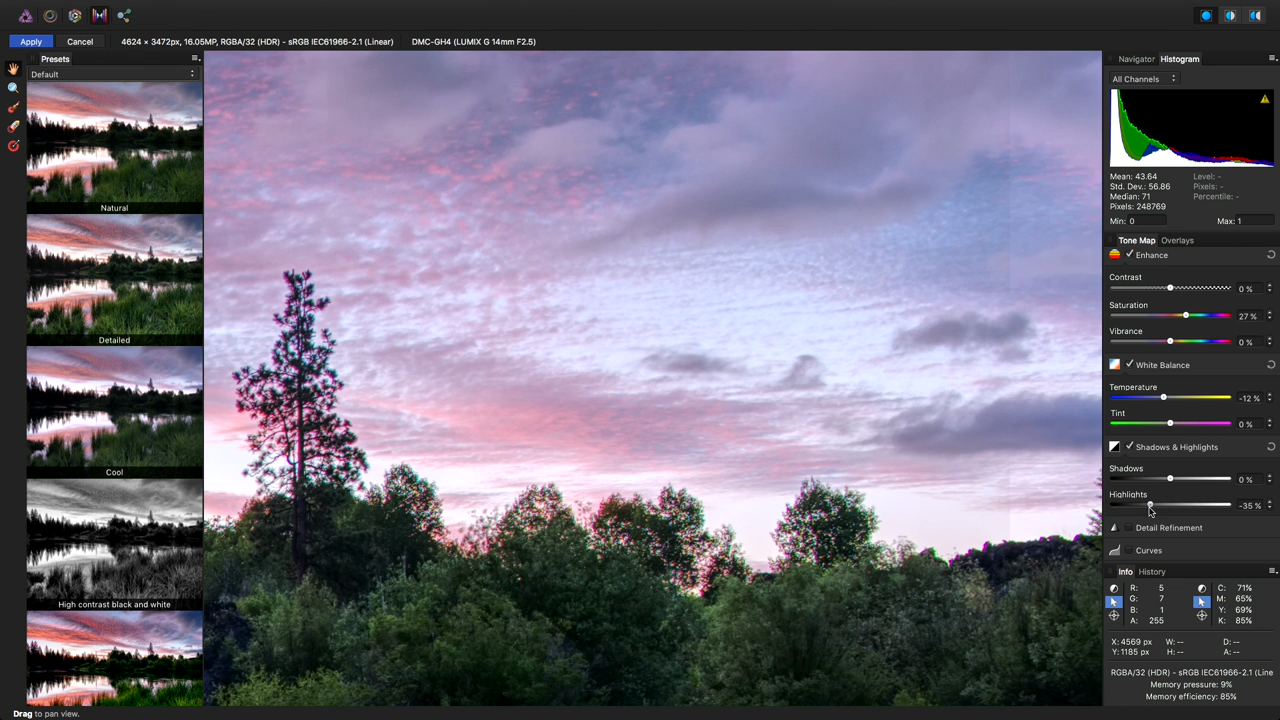 Apply
Cancel
4624 × 3472px, 16.05MP, RGBA/32 (HDR) - sRGB IEC61966-2.1 (Linear)
DMC-GH4 (LUMIX G 14mm F2.5)
Presets
Default
Natural
Detailed
Cool
High contrast black and white
Navigator
Histogram
All Channels
Mean: 43.64
Level: -
Std. Dev.: 56.86
Pixels: -
Median: 71
Percentile: -
Pixels: 248769
Min: 0
Max: 1
Tone Map
Overlays
Enhance
Contrast
0 %
Saturation
27 %
Vibrance
0 %
White Balance
Temperature
-12 %
Tint
0 %
Shadows & Highlights
Shadows
0 %
Highlights
-35 %
Detail Refinement
Curves
Info
History
R: 5
C: 71%
G: 7
M: 65%
B: 1
Y: 69%
A: 255
K: 85%
X: 4569 px
W: --
D: --
Y: 1185 px
H: --
A: --
RGBA/32 (HDR) - sRGB IEC61966-2.1 (Line
Memory pressure: 9%
Memory efficiency: 85%
Drag to pan view.